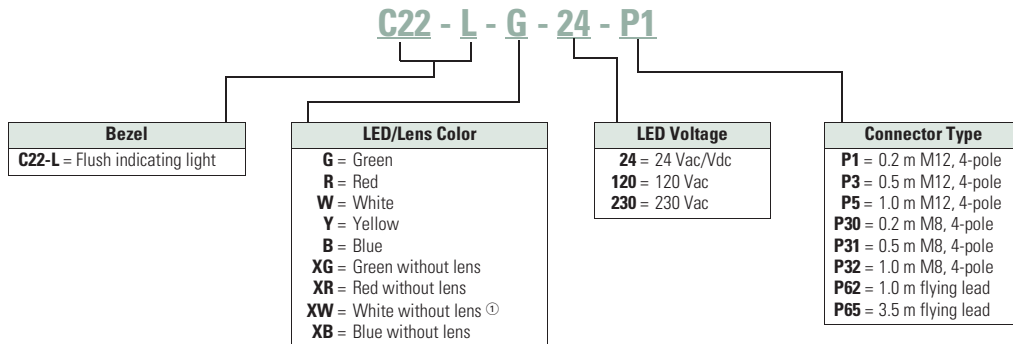 C22 - L - G - 24 - P1
Bezel
C22-L = Flush indicating light
LED/Lens Color
G = Green
R = Red
W = White
Y = Yellow
B = Blue
XG = Green without lens
XR = Red without lens
XW = White without lens ①
XB = Blue without lens
LED Voltage
24 = 24 Vac/Vdc
120 = 120 Vac
230 = 230 Vac
Connector Type
P1 = 0.2 m M12, 4-pole
P3 = 0.5 m M12, 4-pole
P5 = 1.0 m M12, 4-pole
P30 = 0.2 m M8, 4-pole
P31 = 0.5 m M8, 4-pole
P32 = 1.0 m M8, 4-pole
P62 = 1.0 m flying lead
P65 = 3.5 m flying lead